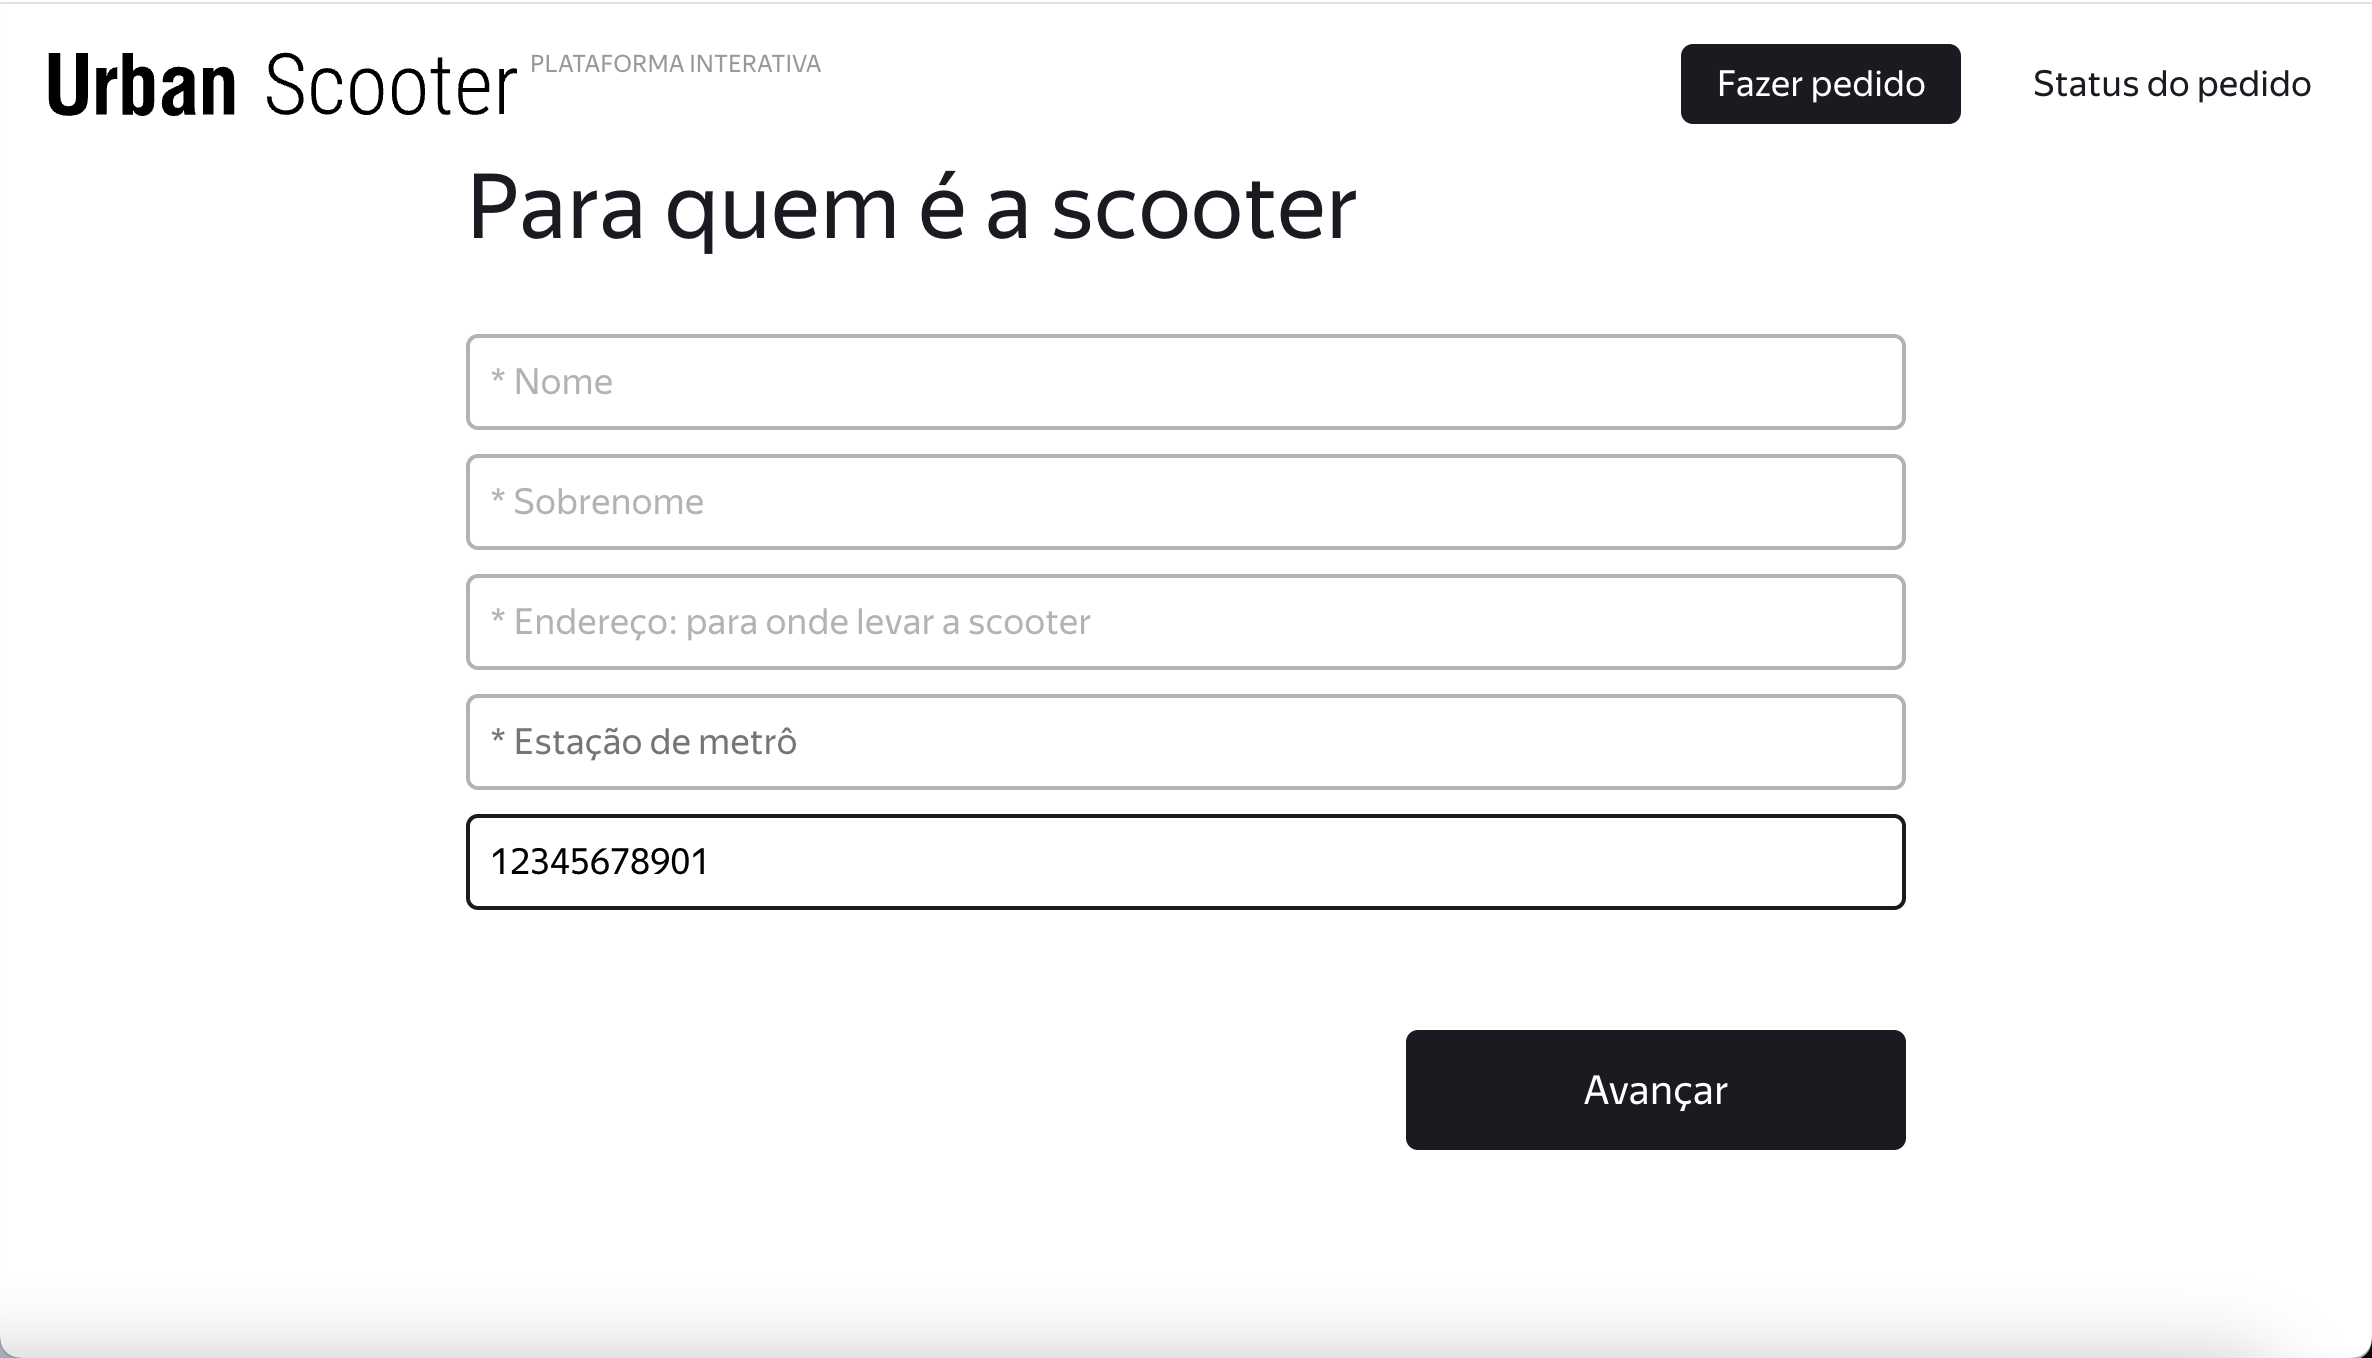 Urban Scooter PLATAFORMA INTERATIVA
Fazer pedido
Status do pedido
Para quem é a scooter
* Nome
* Sobrenome
* Endereço: para onde levar a scooter
* Estação de metrô
12345678901
Avançar